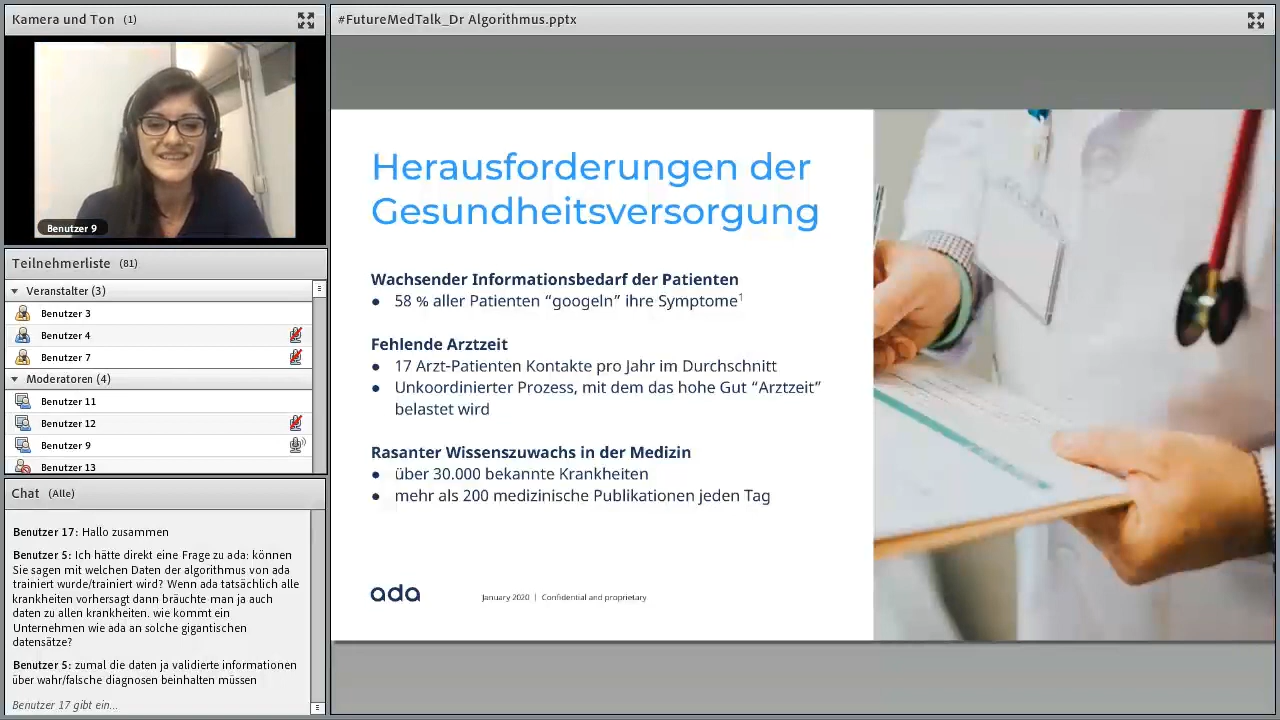 Kamera und Ton (1)
Benutzer 9
Teilnehmerliste (81)
Veranstalter (3)
Benutzer 3
Benutzer 4
Benutzer 7
Moderatoren (4)
Benutzer 11
Benutzer 12
Benutzer 9
Benutzer 13
Chat (Alle)
Benutzer 17: Hallo zusammen
Benutzer 5: Ich hätte direkt eine Frage zu ada: können
Sie sagen mit welchen Daten der algorithmus von ada
trainiert wurde/trainiert wird? Wenn ada tatsächlich alle
krankheiten vorhersagt dann bräuchte man ja auch
daten zu allen krankheiten. wie kommt ein
Unternehmen wie ada an solche gigantischen
datensätze?
Benutzer 5: zumal die daten ja validierte informationen
über wahr/falsche diagnosen beinhalten müssen
Benutzer 17 gibt ein...
#FutureMedTalk_Dr Algorithmus.pptx
Herausforderungen der
Gesundheitsversorgung
Wachsender Informationsbedarf der Patienten
● 58 % aller Patienten “googeln” ihre Symptome¹
Fehlende Arztzeit
● 17 Arzt-Patienten Kontakte pro Jahr im Durchschnitt
● Unkoordinierter Prozess, mit dem das hohe Gut “Arztzeit”
belastet wird
Rasanter Wissenszuwachs in der Medizin
● über 30.000 bekannte Krankheiten
● mehr als 200 medizinische Publikationen jeden Tag
ada
January 2020 | Confidential and proprietary